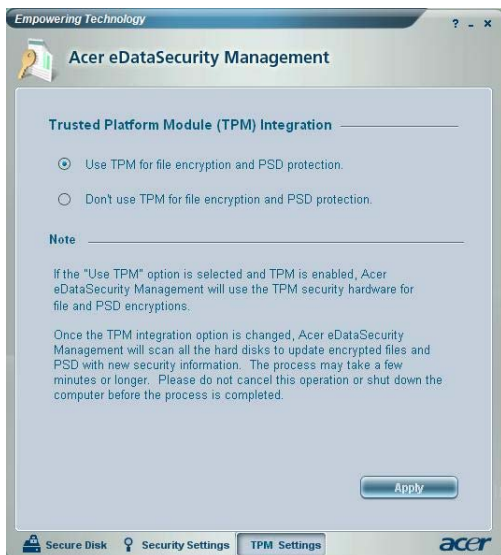 Empowering Technology
? - ×
Acer eDataSecurity Management
Trusted Platform Module (TPM) Integration
Use TPM for file encryption and PSD protection.
Don't use TPM for file encryption and PSD protection.
Note
If the "Use TPM" option is selected and TPM is enabled, Acer
eDataSecurity Management will use the TPM security hardware for
file and PSD encryptions.
Once the TPM integration option is changed, Acer eDataSecurity
Management will scan all the hard disks to update encrypted files and
PSD with new security information. The process may take a few
minutes or longer. Please do not cancel this operation or shut down the
computer before the process is completed.
Apply
Secure Disk Security Settings TPM Settings acer